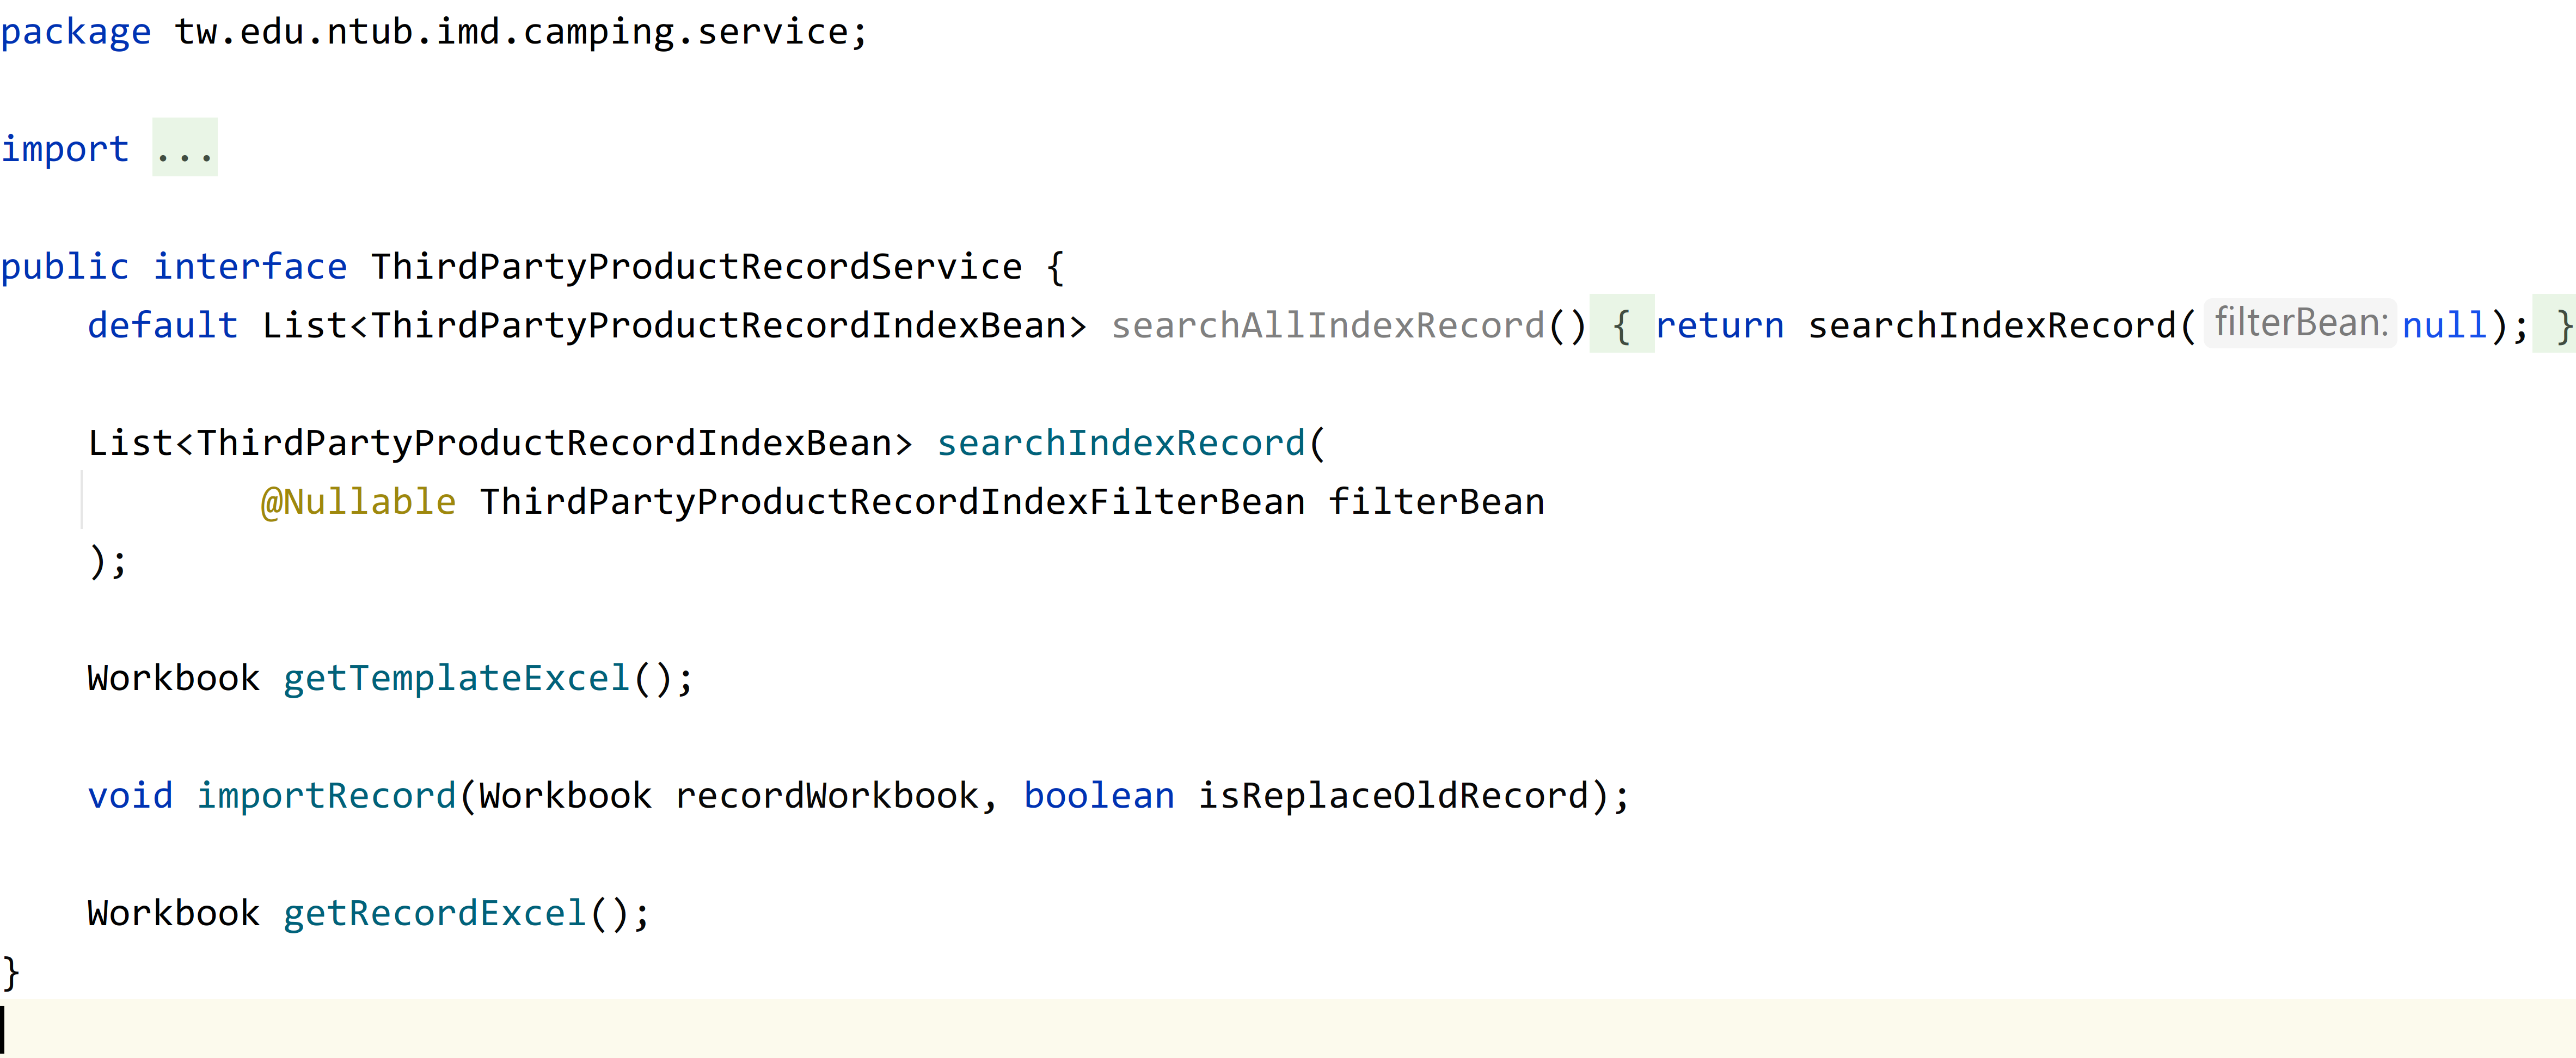 package tw.edu.ntub.imd.camping.service;
import ...
public interface ThirdPartyProductRecordService {
default List<ThirdPartyProductRecordIndexBean> searchAllIndexRecord() { return searchIndexRecord( filterBean: null); }
List<ThirdPartyProductRecordIndexBean> searchIndexRecord(
@Nullable ThirdPartyProductRecordIndexFilterBean filterBean
);
Workbook getTemplateExcel();
void importRecord(Workbook recordWorkbook, boolean isReplaceOldRecord);
Workbook getRecordExcel();
}